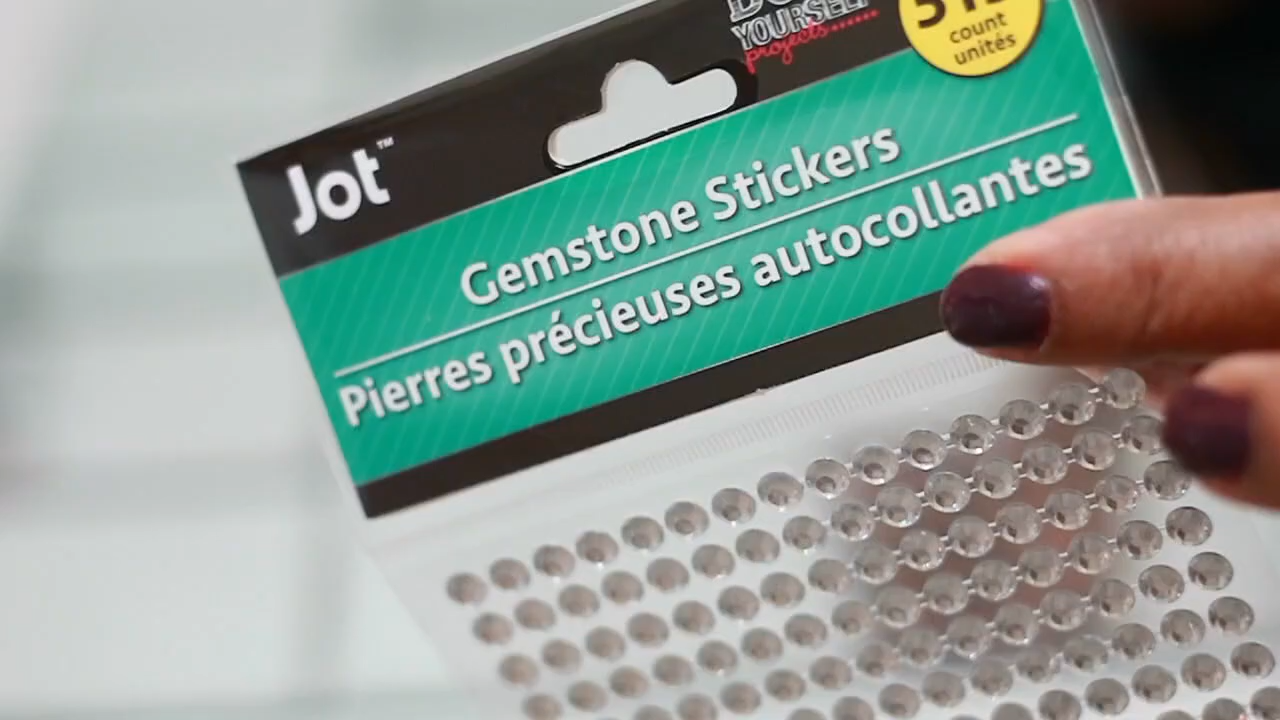 YOURSELF
projects
count
unités
Jot™
Gemstone Stickers
Pierres précieuses autocollantes